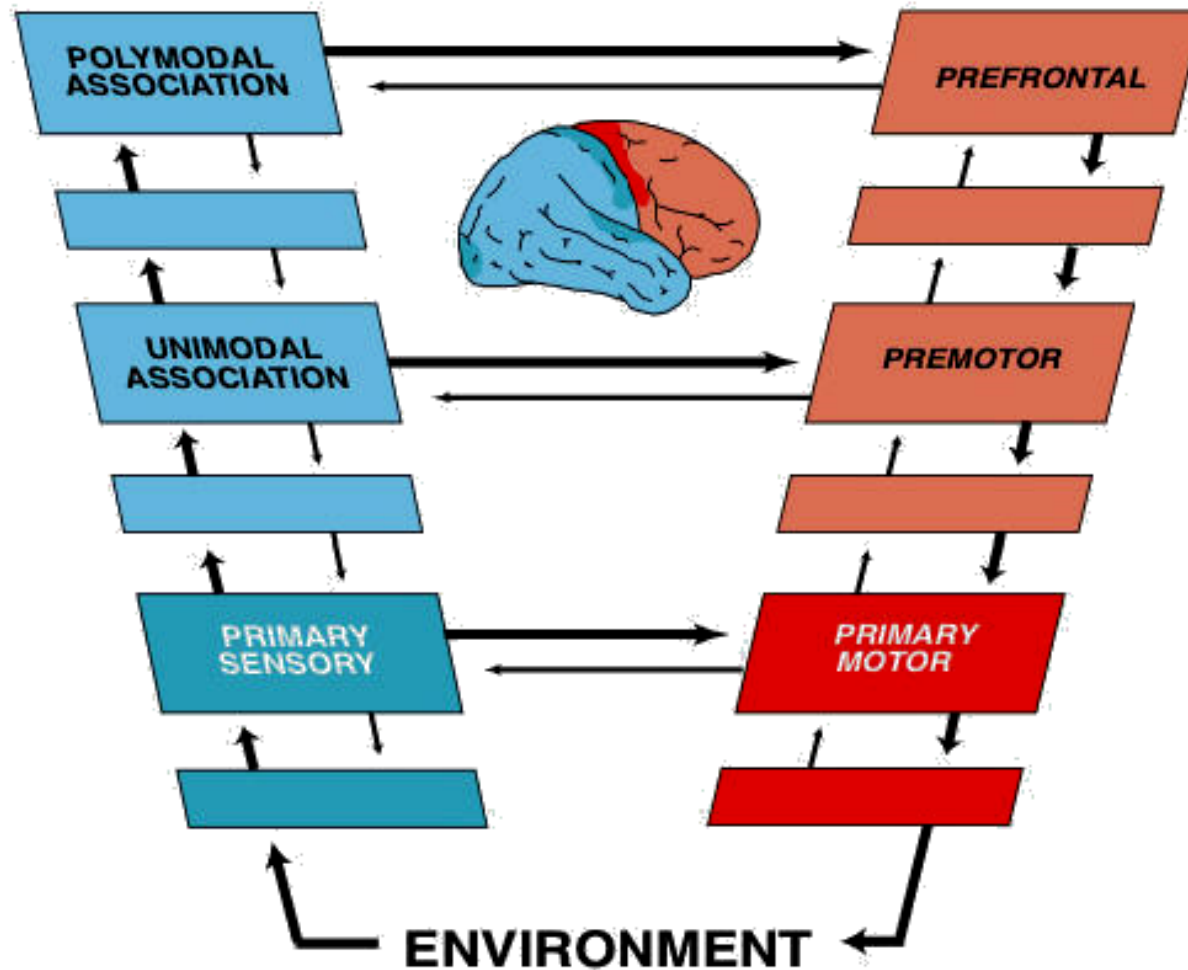 POLYMODAL
ASSOCIATION
PREFRONTAL
UNIMODAL
ASSOCIATION
PREMOTOR
PRIMARY
SENSORY
PRIMARY
MOTOR
ENVIRONMENT